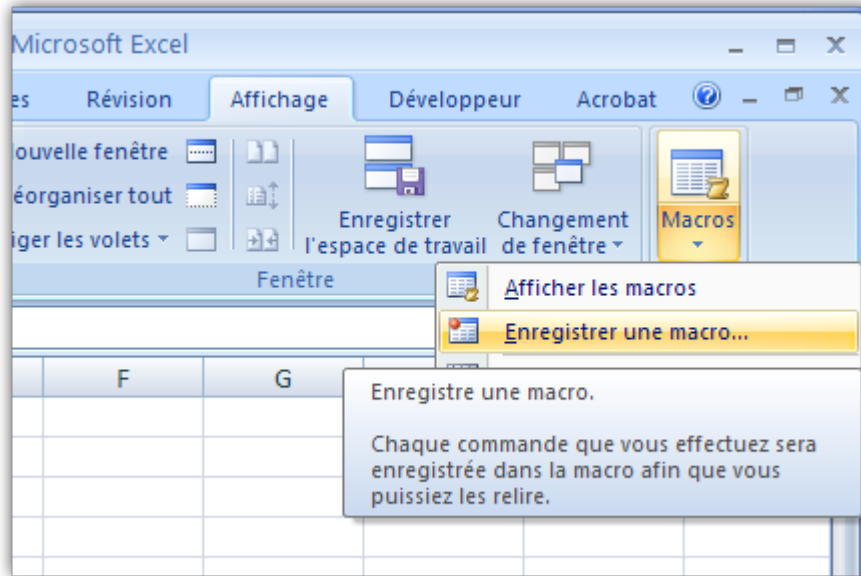 Microsoft Excel
es Révision Affichage Développeur Acrobat
ouvelle fenêtre
éorganiser tout
iger les volets
Enregistrer
l'espace de travail
Changement
de fenêtre
Macros
Fenêtre
Afficher les macros
Enregistrer une macro...
F G
Enregistre une macro.
Chaque commande que vous effectuez sera
enregistrée dans la macro afin que vous
puissiez les relire.